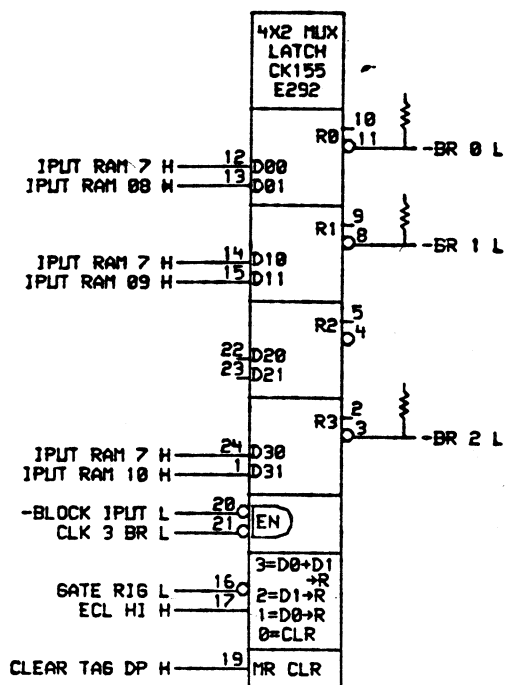 4X2 MUX
LATCH
CK155
E292
R0 10
11 -BR 0 L
IPUT RAM 7 H 12 D00
IPUT RAM 08 H 13 D01
R1 9
8 -BR 1 L
IPUT RAM 7 H 14 D10
IPUT RAM 09 H 15 D11
R2 5
4
22 D20
23 D21
R3 2
3 -BR 2 L
IPUT RAM 7 H 24 D30
IPUT RAM 10 H 1 D31
-BLOCK IPUT L 20 EN
CLK 3 BR L 21
3=D0+D1
→R
GATE RIG L 16 2=D1→R
ECL HI H 17 1=D0→R
0=CLR
CLEAR TAG DP H 19 MR CLR